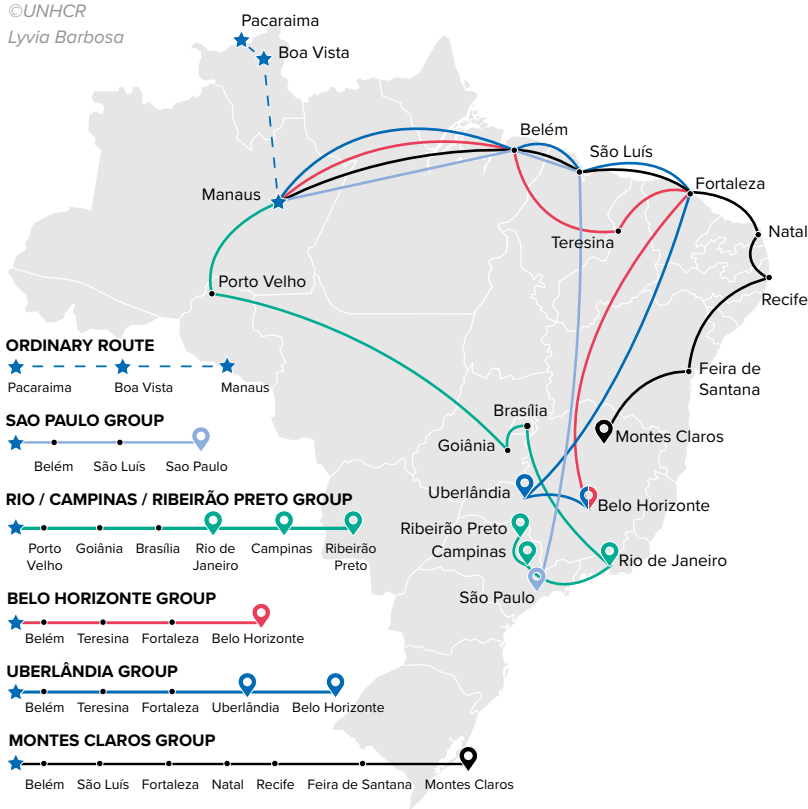 ©UNHCR
Lyvia Barbosa
Pacaraima
Boa Vista
Belém
São Luís
Manaus
Fortaleza
Natal
Teresina
Porto Velho
Recife
ORDINARY ROUTE
Pacaraima
Boa Vista
Manaus
Feira de
Santana
SAO PAULO GROUP
Belém
São Luís
Sao Paulo
Brasília
Goiânia
Montes Claros
Uberlândia
Belo Horizonte
RIO / CAMPINAS / RIBEIRÃO PRETO GROUP
Porto
Velho
Goiânia
Brasília
Rio de
Janeiro
Campinas
Ribeirão
Preto
Ribeirão Preto
Campinas
Rio de Janeiro
São Paulo
BELO HORIZONTE GROUP
Belém
Teresina
Fortaleza
Belo Horizonte
UBERLÂNDIA GROUP
Belém
Teresina
Fortaleza
Uberlândia
Belo Horizonte
MONTES CLAROS GROUP
Belém
São Luís
Fortaleza
Natal
Recife
Feira de Santana
Montes Claros